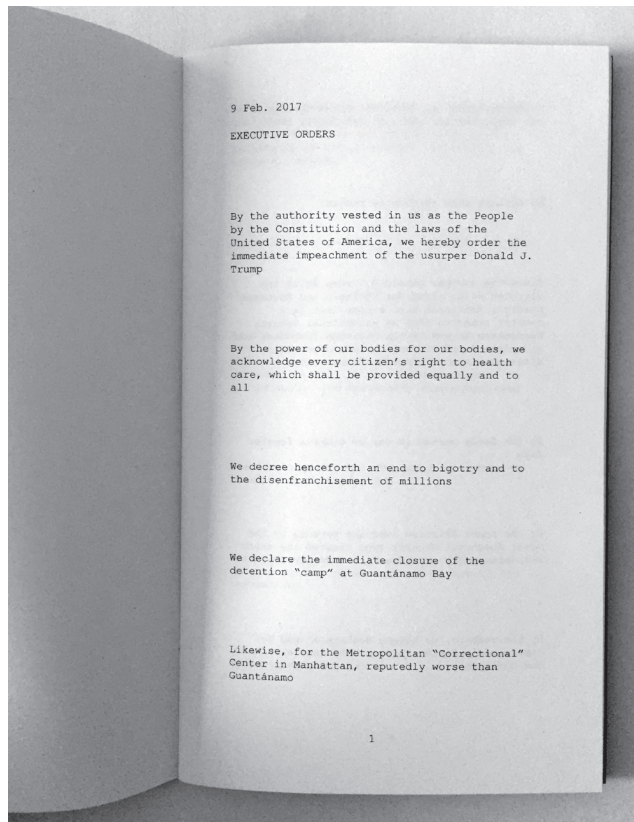 9 Feb. 2017
EXECUTIVE ORDERS
By the authority vested in us as the People
by the Constitution and the laws of the
United States of America, we hereby order the
immediate impeachment of the usurper Donald J.
Trump
By the power of our bodies for our bodies, we
acknowledge every citizen's right to health
care, which shall be provided equally and to
all
We decree henceforth an end to bigotry and to
the disenfranchisement of millions
We declare the immediate closure of the
detention “camp” at Guantánamo Bay
Likewise, for the Metropolitan “Correctional”
Center in Manhattan, reputedly worse than
Guantánamo
1